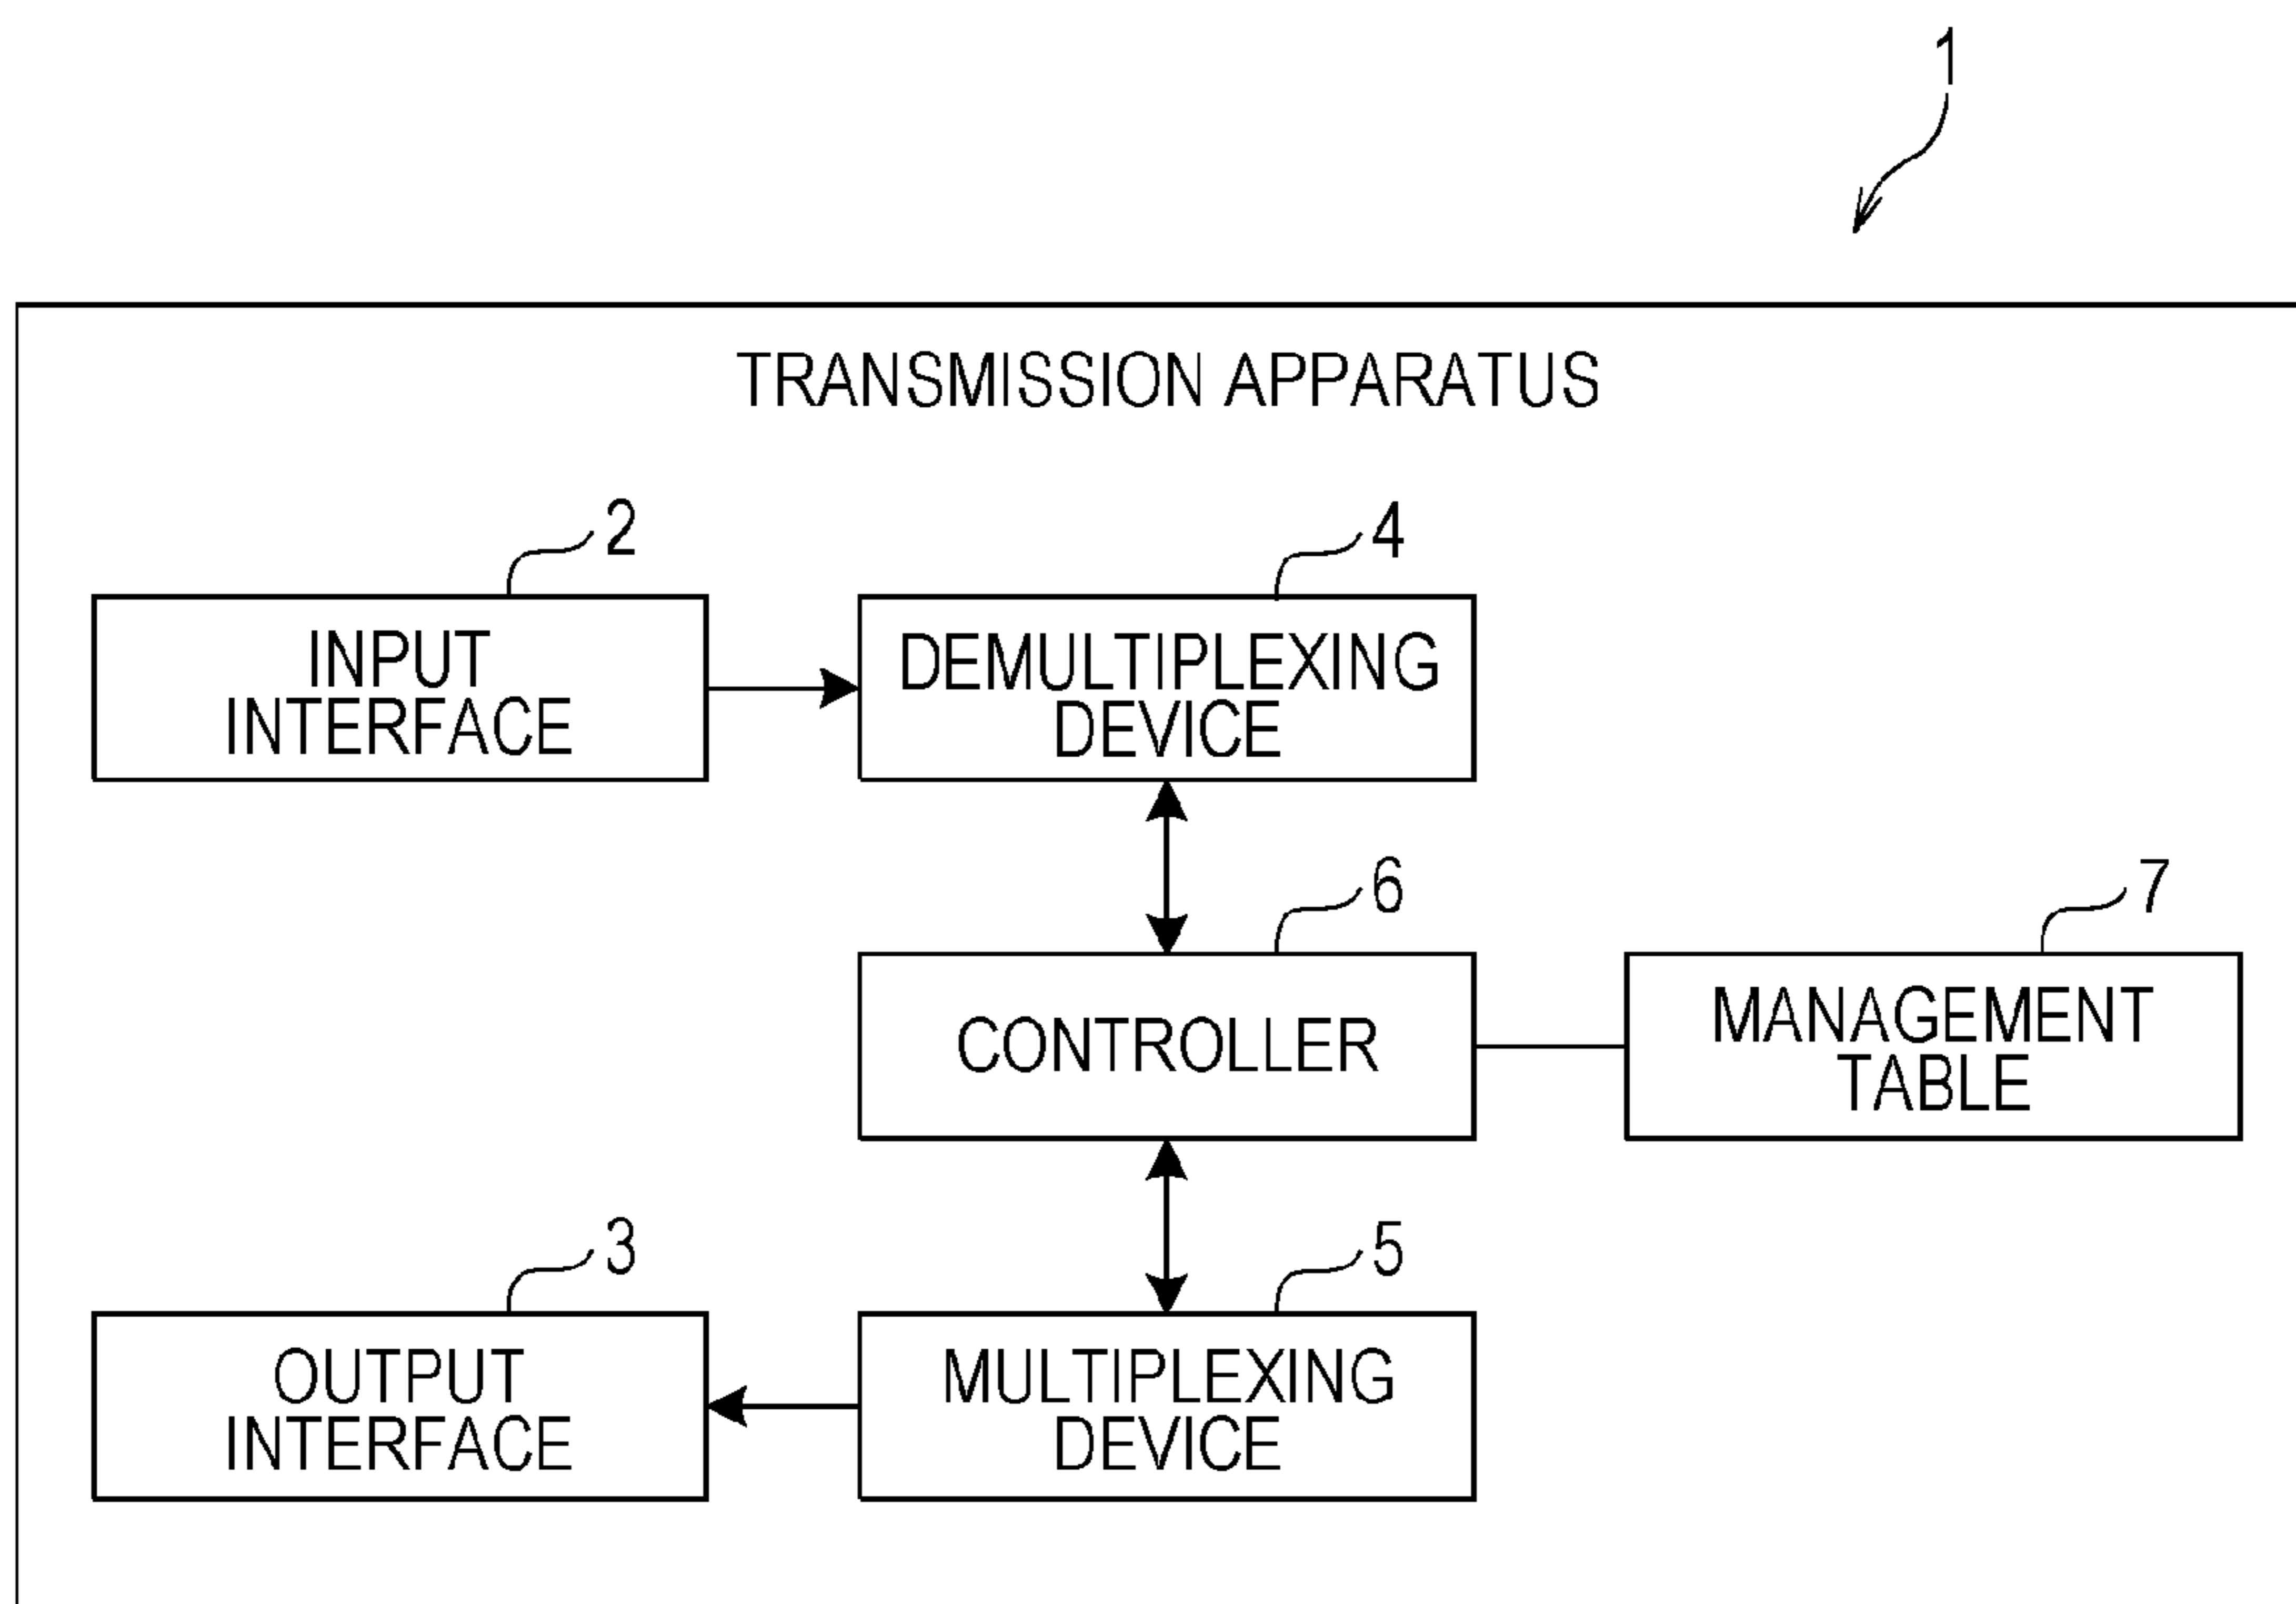 1
TRANSMISSION APPARATUS
2
4
INPUT
INTERFACE
DEMULTIPLEXING
DEVICE
6
7
CONTROLLER
MANAGEMENT
TABLE
3
5
OUTPUT
INTERFACE
MULTIPLEXING
DEVICE